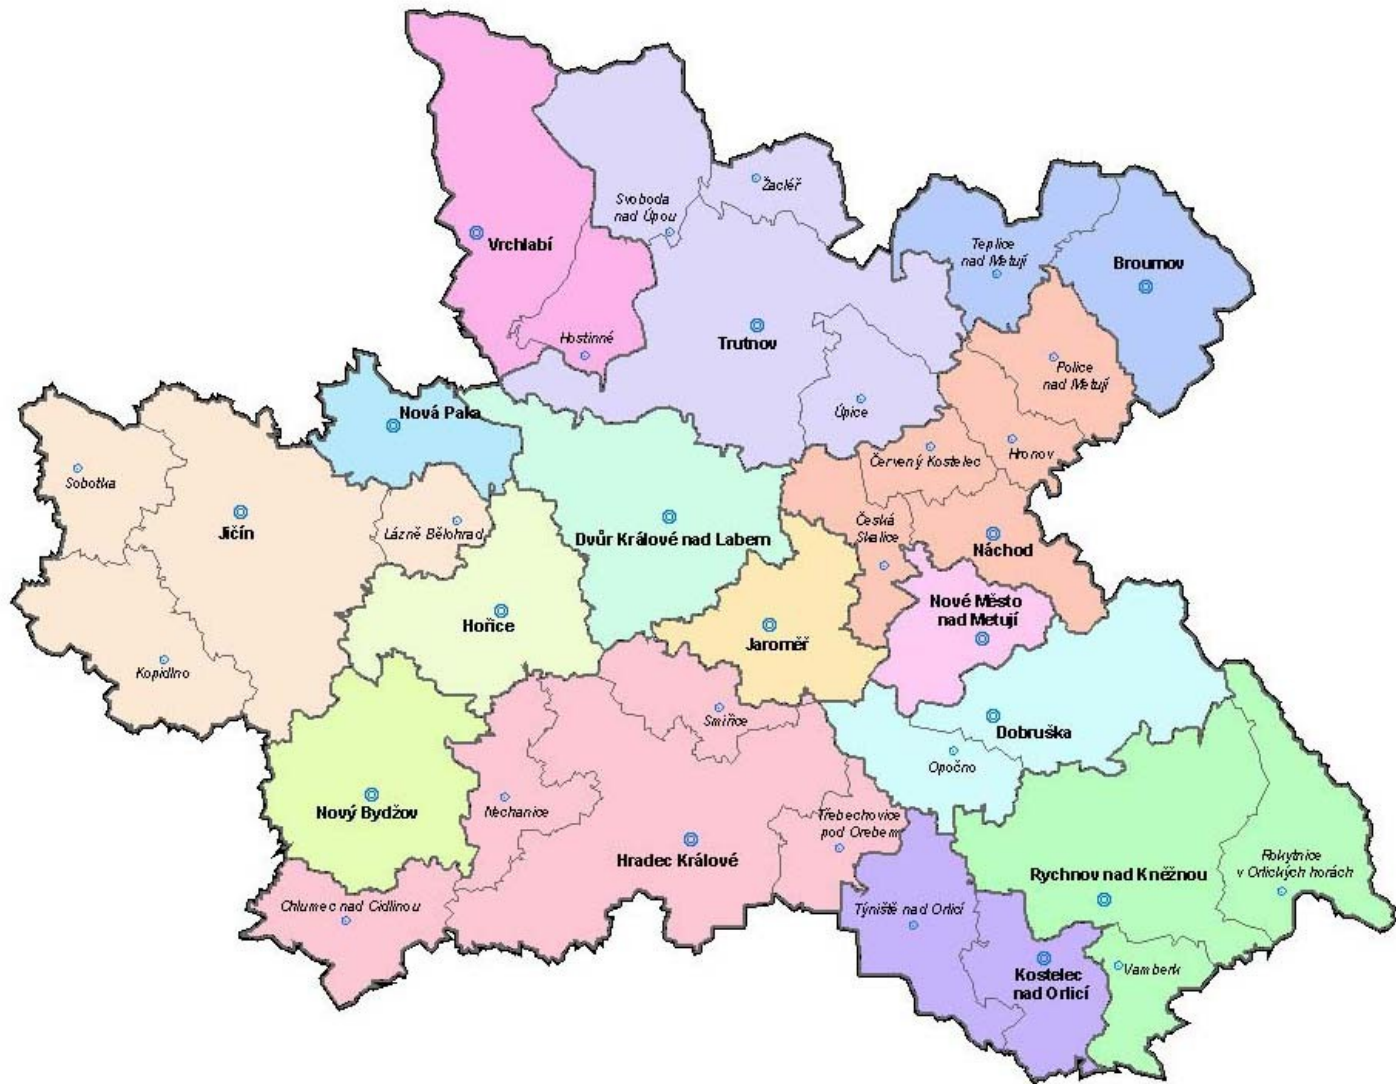 Žacléř
Svoboda
nad Úpou
Vrchlabí
Teplice
nad Metují
Broumov
Hostinné
Trutnov
Police
nad Metují
Úpice
Nová Paka
Sobotka
Jičín
Lázně Bělohrad
Červený Kostelec
Hronov
Dvůr Králové nad Labem
Česká
Skalice
Náchod
Hořice
Jaroměř
Nové Město
nad Metují
Kopidlno
Smiřice
Dobruška
Opočno
Nový Bydžov
Nechanice
Hradec Králové
Třebechovice
pod Orebem
Rychnov nad Kněžnou
Rokytnice
v Orlických horách
Chlumec nad Cidlinou
Týniště nad Orlicí
Kostelec
nad Orlicí
Vamberk